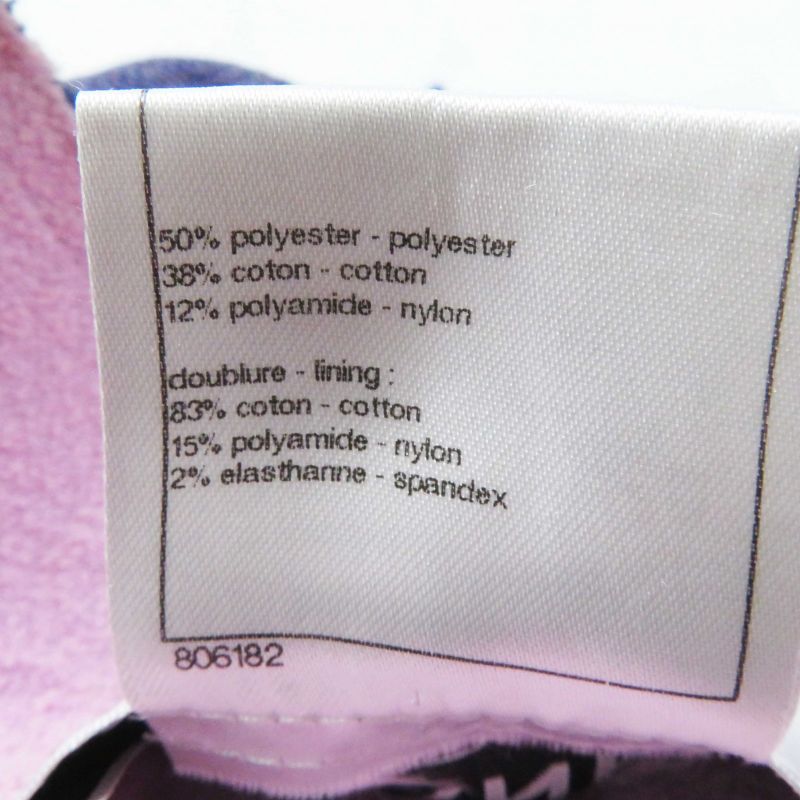 50% polyester - polyester
38% coton - cotton
12% polyamide - nylon
doublure - lining :
83% coton - cotton
15% polyamide - nylon
2% elasthanne - spandex
806182